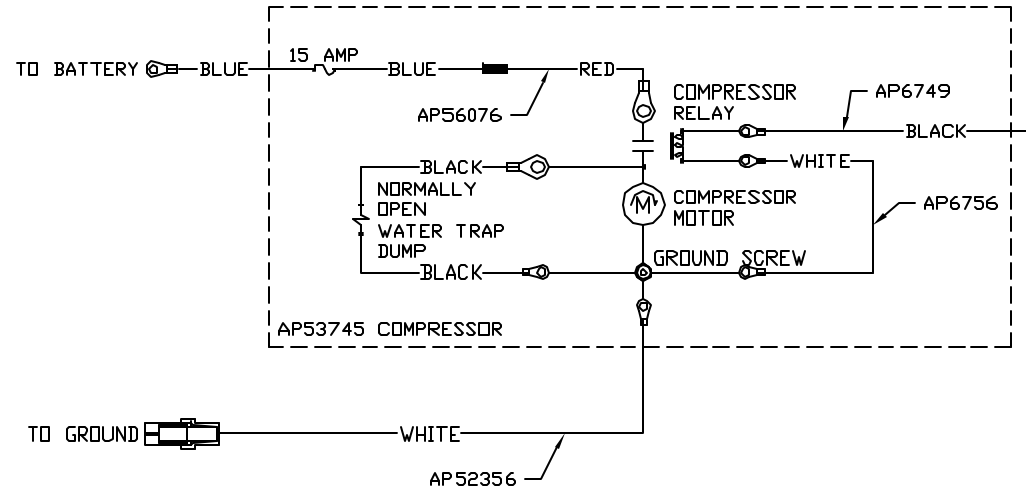 15 AMP
TO BATTERY
BLUE
BLUE
RED
AP56076
COMPRESSOR
RELAY
AP6749
BLACK
WHITE
BLACK
NORMALLY
OPEN
WATER TRAP
DUMP
COMPRESSOR
MOTOR
M
AP6756
BLACK
GROUND SCREW
AP53745 COMPRESSOR
TO GROUND
WHITE
AP52356